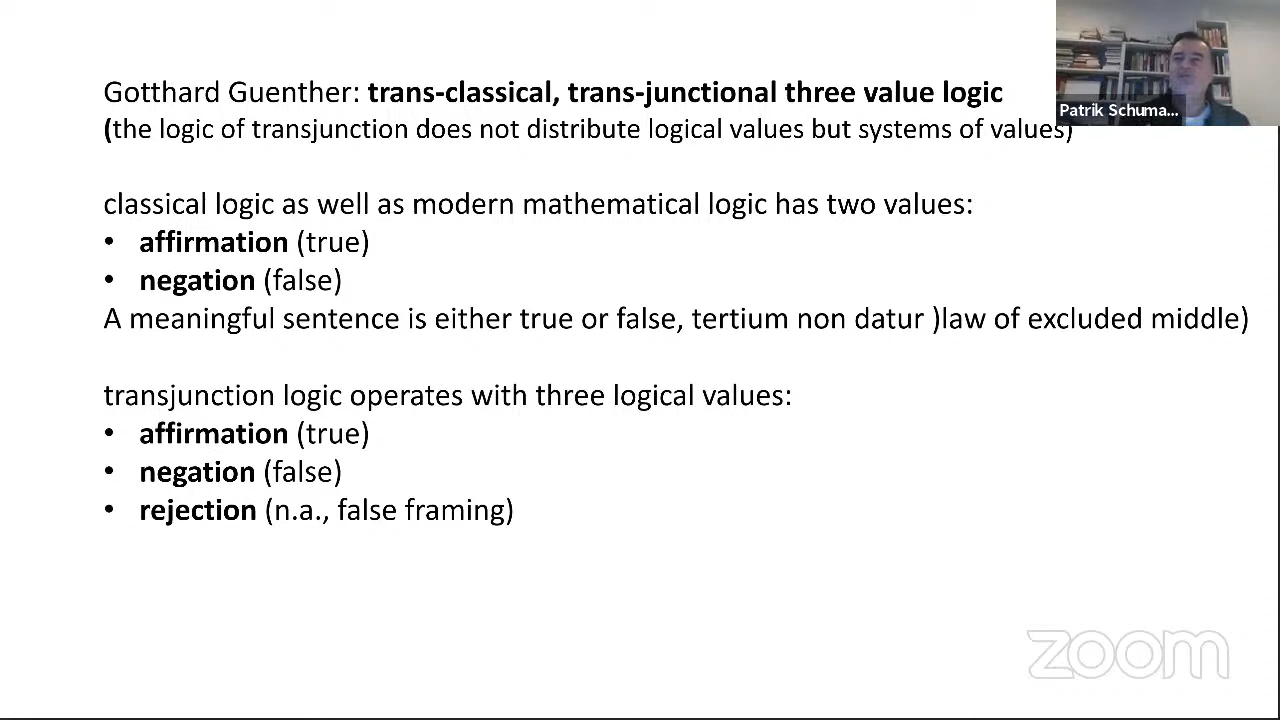 Gotthard Guenther: trans-classical, trans-junctional three value logic
(the logic of transjunction does not distribute logical values but systems of values)
Patrik Schuma...
classical logic as well as modern mathematical logic has two values:
• affirmation (true)
• negation (false)
A meaningful sentence is either true or false, tertium non datur )law of excluded middle)
transjunction logic operates with three logical values:
• affirmation (true)
• negation (false)
• rejection (n.a., false framing)
zoom